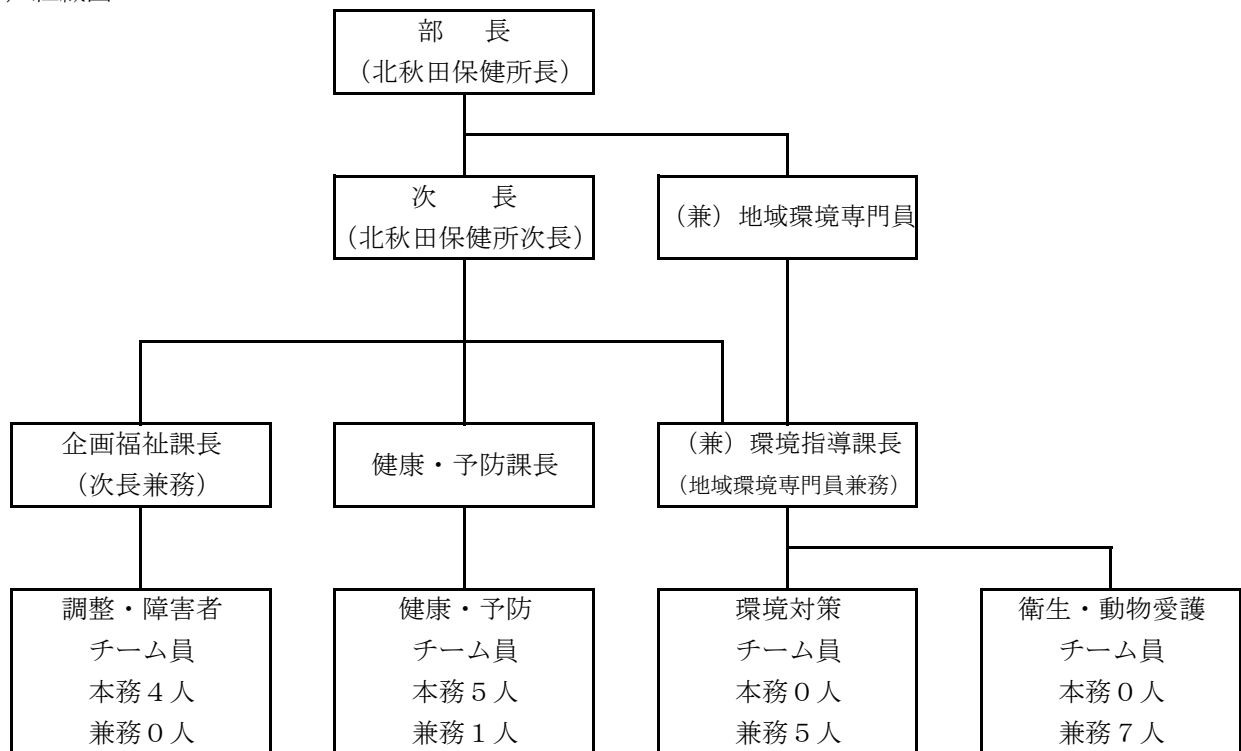 部　長
(北秋田保健所長)
次　長
(北秋田保健所次長)
(兼) 地域環境専門員
企画福祉課長
(次長兼務)
健康・予防課長
(兼) 環境指導課長
(地域環境専門員兼務)
調整・障害者
チーム員
本務４人
兼務０人
健康・予防
チーム員
本務５人
兼務１人
環境対策
チーム員
本務０人
兼務５人
衛生・動物愛護
チーム員
本務０人
兼務７人